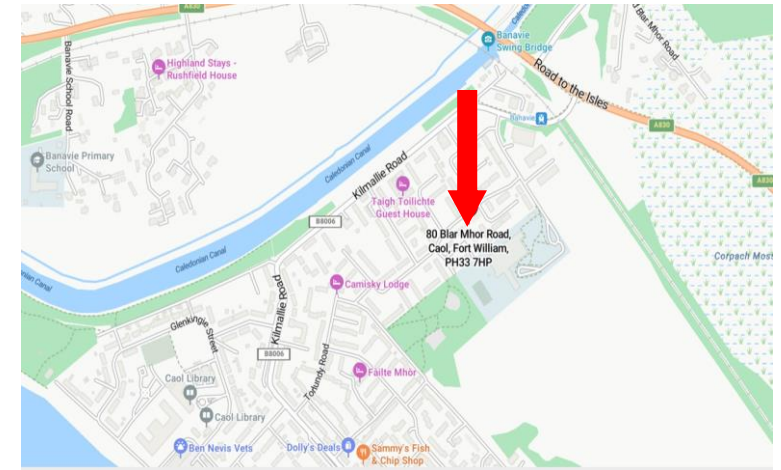 Banavie
Swing Bridge
Caledonian
Blar Mhor Road
Highland Stays -
Rushfield House
Banavie School Road
Road to the Isles
Banavie
A830
A830
Banavie Primary
School
Caledonian Canal
Kilmallie Road
Taigh Toilichte
Guest House
B8006
80 Blar Mhor Road,
Caol, Fort William,
PH33 7HP
Corpach Moss
Caledonian Canal
Canal
Kilmallie Road
Camisky Lodge
Glenkingie
Street
B8006
Torlundy Road
Failte Mhor
Caol Library
Caol Library
Ben Nevis Vets
Dolly's Deals
Sammy's Fish
& Chip Shop